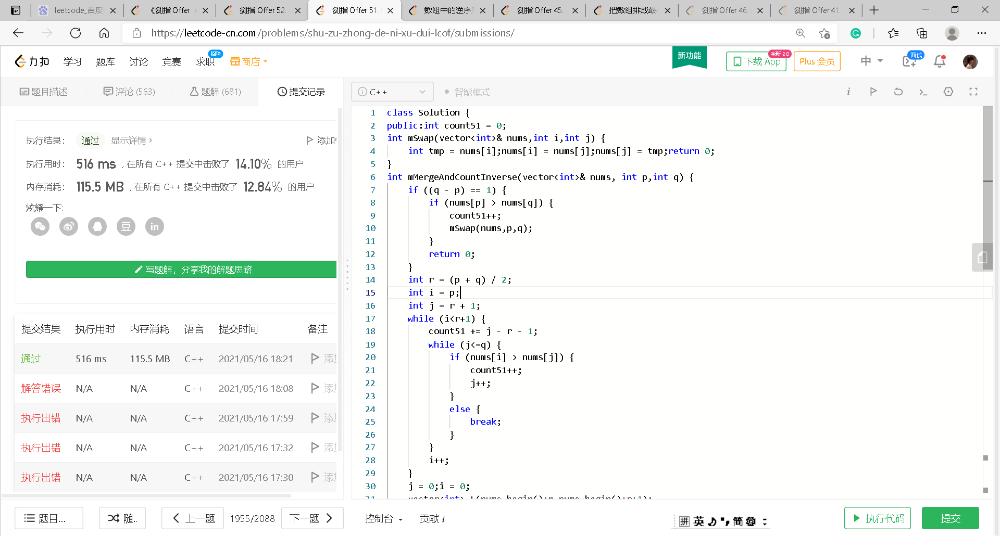 leetcode_百度
《剑指 Offer
剑指 Offer 52.
剑指 Offer 51.
数组中的逆序
剑指 Offer 45.
把数组排成最
剑指 Offer 46.
剑指 Offer 41.
https://leetcode-cn.com/problems/shu-zu-zhong-de-ni-xu-dui-lcof/submissions/
力扣
学习
题库
讨论
竞赛
求职
招聘
商店
新功能
下载 App
全新 2.0
Plus 会员
中
面试
题目描述
评论 (563)
题解 (681)
提交记录
C++
智能模式
执行结果:
通过
显示详情 >
添加
执行用时:
516 ms , 在所有 C++ 提交中击败了 14.10% 的用户
内存消耗:
115.5 MB , 在所有 C++ 提交中击败了 12.84% 的用户
炫耀一下:
豆
in
写题解，分享我的解题思路
提交结果 执行用时 内存消耗 语言 提交时间 备注
通过 516 ms 115.5 MB C++ 2021/05/16 18:21 添
解答错误 N/A N/A C++ 2021/05/16 18:08 添
执行出错 N/A N/A C++ 2021/05/16 17:59 添
执行出错 N/A N/A C++ 2021/05/16 17:32 添
执行出错 N/A N/A C++ 2021/05/16 17:30 添
1 class Solution {
2 public:int count51 = 0;
3 int mSwap(vector<int>& nums,int i,int j) {
4 int tmp = nums[i];nums[i] = nums[j];nums[j] = tmp;return 0;
5 }
6 int mMergeAndCountInverse(vector<int>& nums, int p,int q) {
7 if ((q - p) == 1) {
8 if (nums[p] > nums[q]) {
9 count51++;
10 mSwap(nums,p,q);
11 }
12 return 0;
13 }
14 int r = (p + q) / 2;
15 int i = p;
16 int j = r + 1;
17 while (i<r+1) {
18 count51 += j - r - 1;
19 while (j<=q) {
20 if (nums[i] > nums[j]) {
21 count51++;
22 j++;
23 }
24 else {
25 break;
26 }
27 }
28 i++;
29 }
30 j = 0;i = 0;
题目...
随..
上一题
1955/2088
下一题
控制台
贡献 i
拼 英 简
执行代码
提交